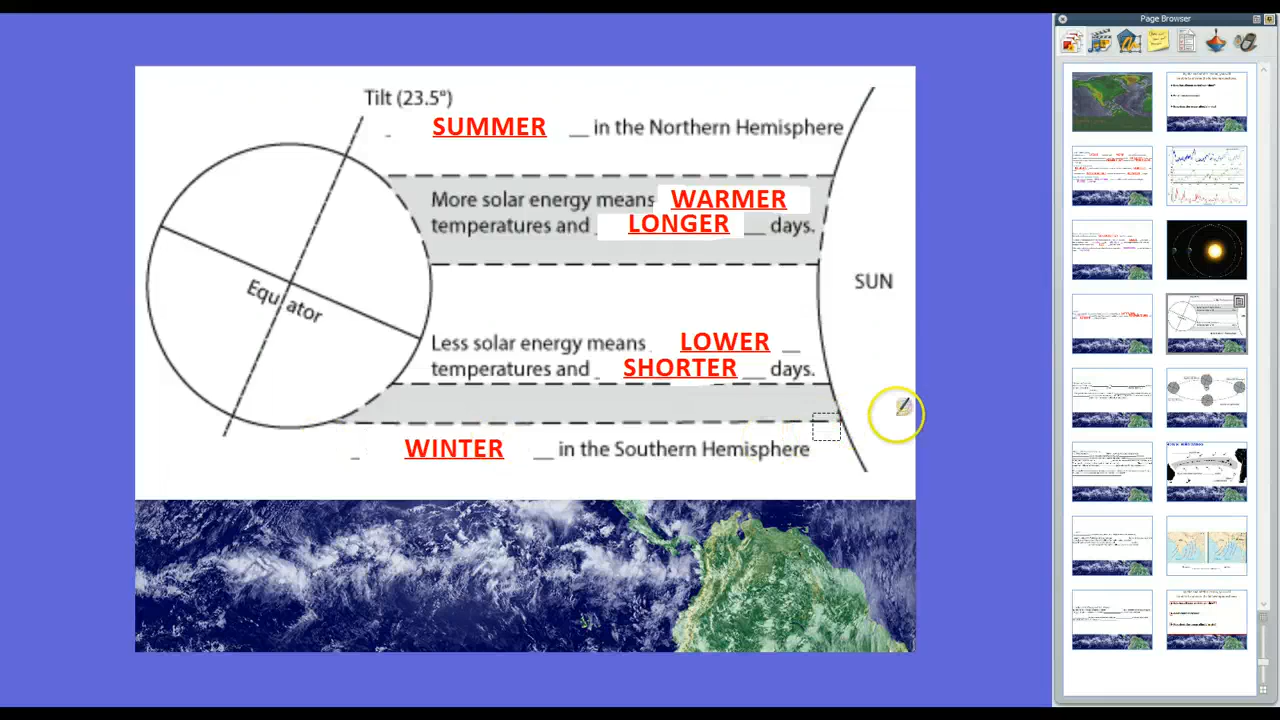 Page Browser
Tilt (23.5°)
SUMMER __ in the Northern Hemisphere
More solar energy means WARMER
temperatures and LONGER __ days.
SUN
Equator
Less solar energy means LOWER __
temperatures and _ SHORTER __ days.
_ WINTER __ in the Southern Hemisphere